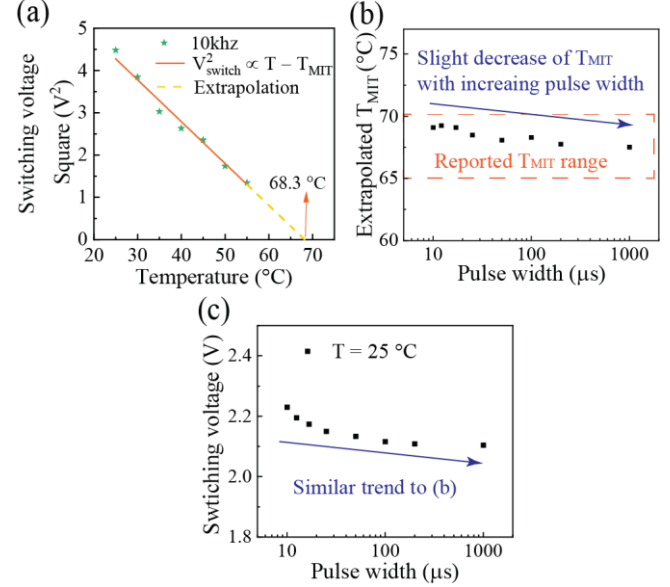 (a)
5
4
3
2
1
0
20 30 40 50 60 70
Switching voltage
Square (V²)
Temperature (°C)
10khz
V²switch ∝ T − TMIT
Extrapolation
68.3 °C
(b)
80
75
70
65
60
10 100 1000
Extrapolated TMIT (°C)
Pulse width (μs)
Slight decrease of TMIT
with increaing pulse width
Reported TMIT range
(c)
2.4
2.2
2.0
1.8
10 100 1000
Swtiching voltage (V)
Pulse width (μs)
T = 25 °C
Similar trend to (b)